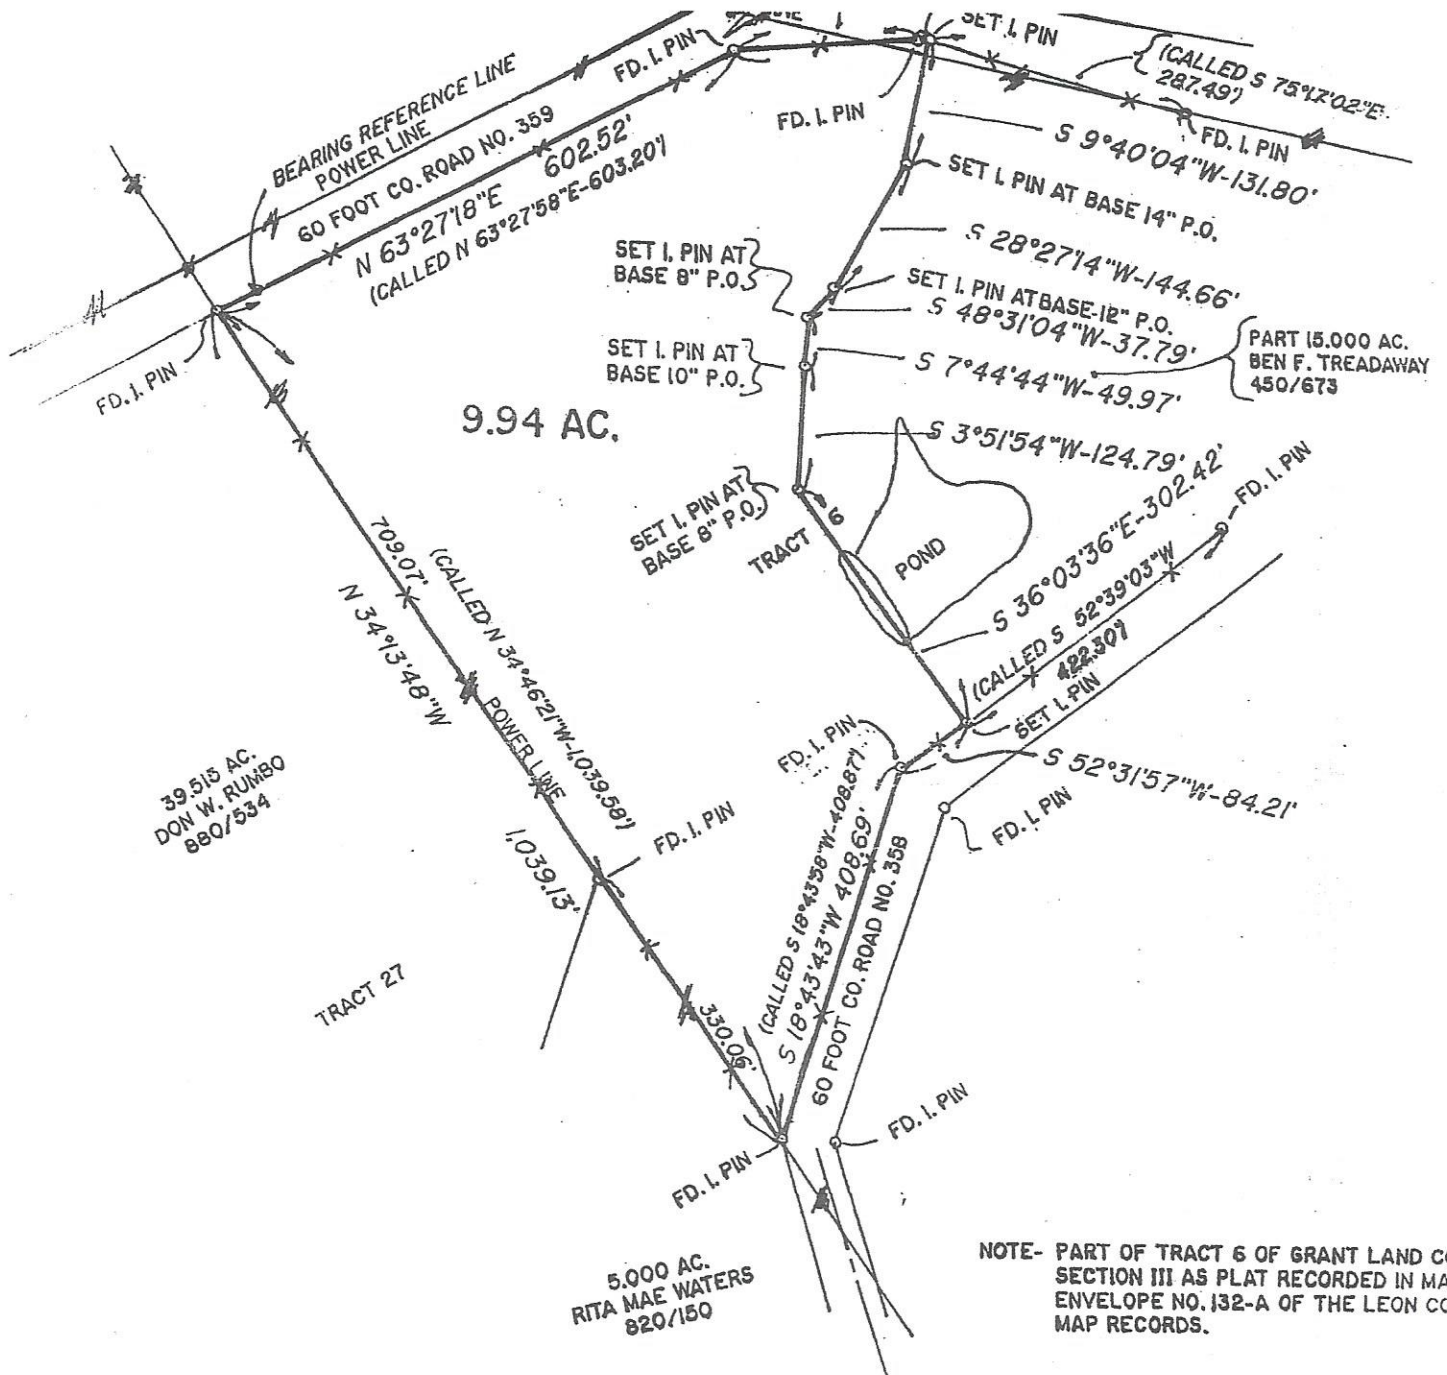 SET I. PIN
FD. I. PIN
(CALLED S 75°12'02"E-
287.49')
FD. I. PIN
FD. I. PIN
BEARING REFERENCE LINE
POWER LINE
60 FOOT CO. ROAD NO. 359
N 63°27'18"E 602.52'
(CALLED N 63°27'58"E-603.20')
S 9°40'04"W-131.80'
SET I. PIN AT BASE 14" P.O.
S 28°27'14"W-144.66'
SET I. PIN AT
BASE 8" P.O.
SET I. PIN AT BASE 12" P.O.
S 48°31'04"W-37.79'
PART 15.000 AC.
BEN F. TREADAWAY
450/673
SET I. PIN AT
BASE 10" P.O.
S 7°44'44"W-49.97'
FD. I. PIN
9.94 AC.
S 3°51'54"W-124.79'
SET I. PIN AT
BASE 8" P.O.
TRACT 6
POND
S 36°03'36"E-302.42'
FD. I. PIN
(CALLED S 52°39'03"W
422.30')
SET I. PIN
709.07'
(CALLED N 34°46'21"W-1,039.58')
N 34°13'48"W
POWER LINE
1,039.13'
FD. I. PIN
S 52°31'57"W-84.21'
39.513 AC.
DON W. RUMBO
880/534
FD. I. PIN
FD. I. PIN
(CALLED S 18°43'58"W-408.87')
S 18°43'43"W 408.69'
60 FOOT CO. ROAD NO. 358
TRACT 27
330.06'
FD. I. PIN
FD. I. PIN
5.000 AC.
RITA MAE WATERS
820/150
NOTE- PART OF TRACT 6 OF GRANT LAND CO
SECTION III AS PLAT RECORDED IN MA
ENVELOPE NO. 132-A OF THE LEON CO
MAP RECORDS.